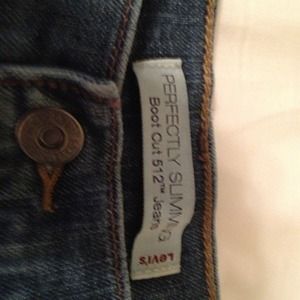 PERFECTLY SLIMMING
Boot Cut 512™ Jeans
Levi's